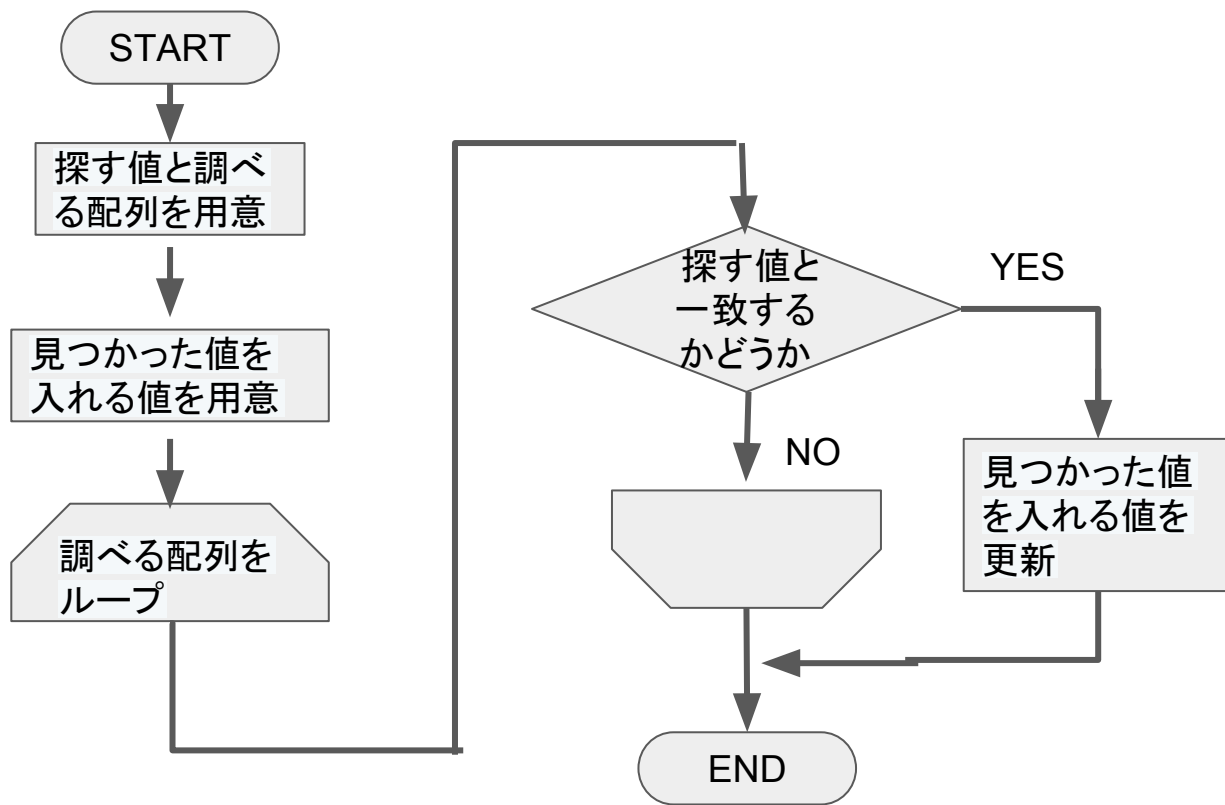 START
探す値と調べ
る配列を用意
見つかった値を
入れる値を用意
調べる配列を
ループ
探す値と
一致する
かどうか
YES
NO
見つかった値
を入れる値を
更新
END